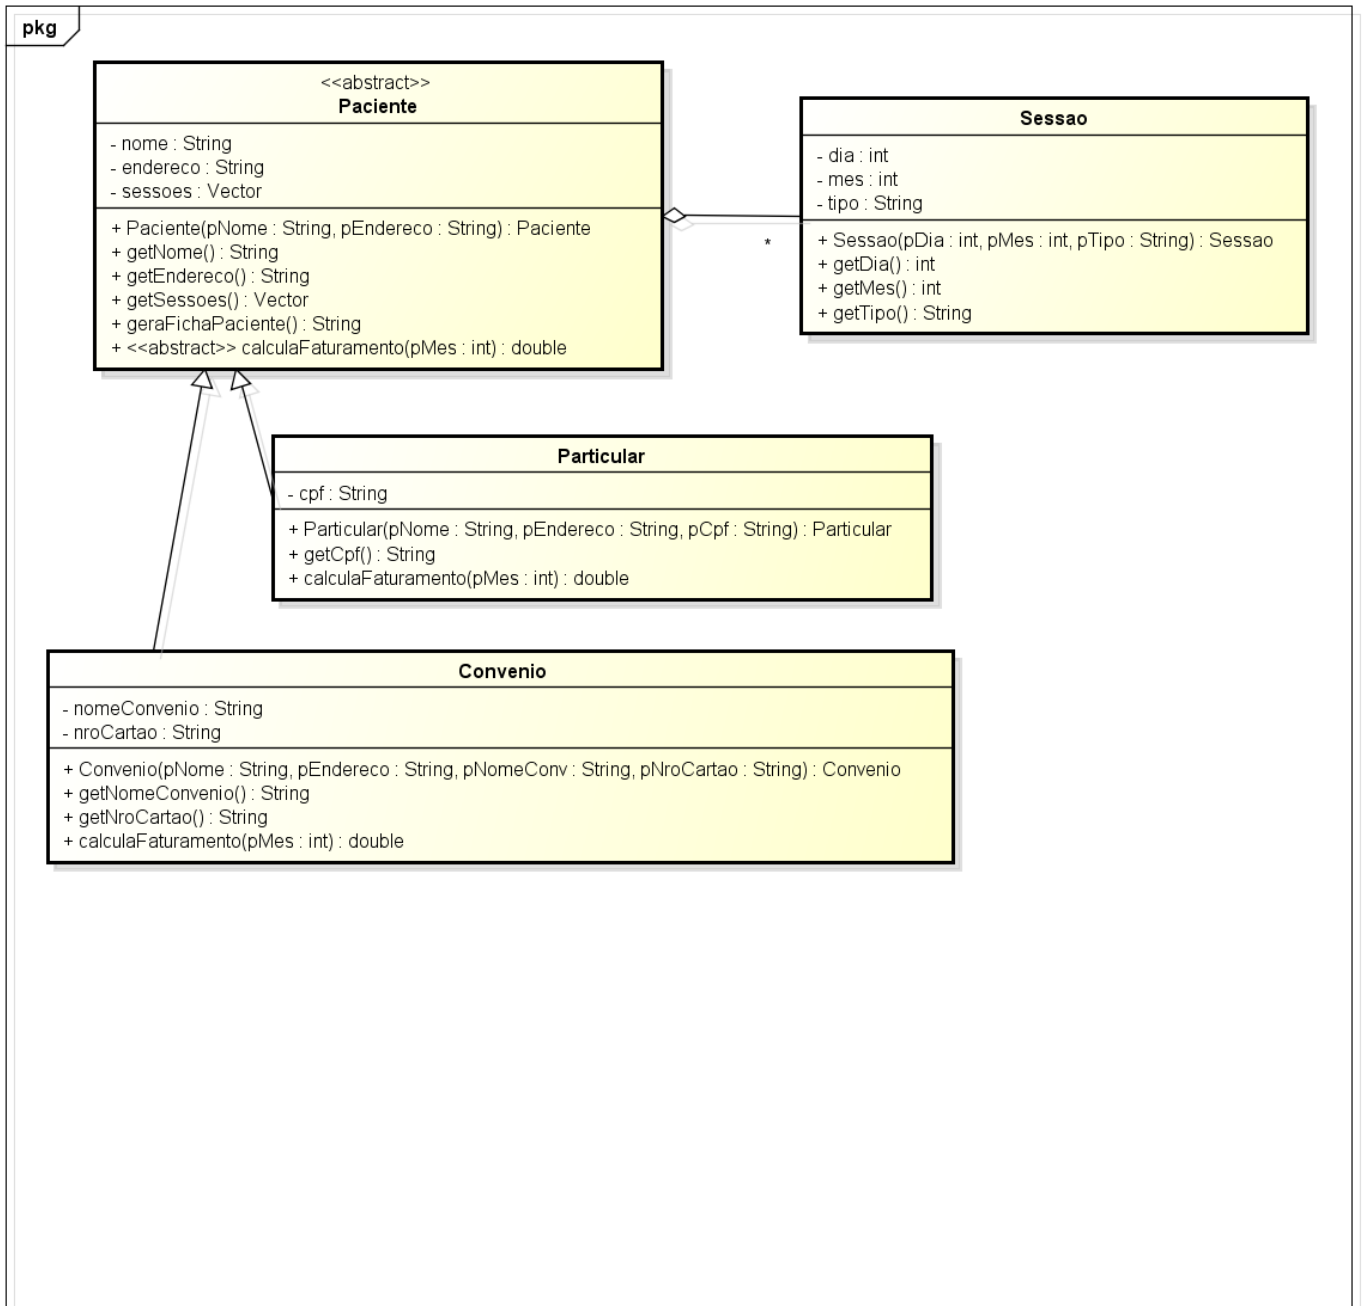 pkg
<<abstract>>
Paciente
- nome : String
- endereco : String
- sessoes : Vector
+ Paciente(pNome : String, pEndereco : String) : Paciente
+ getNome() : String
+ getEndereco() : String
+ getSessoes() : Vector
+ geraFichaPaciente() : String
+ <<abstract>> calculaFaturamento(pMes : int) : double
*
Sessao
- dia : int
- mes : int
- tipo : String
+ Sessao(pDia : int, pMes : int, pTipo : String) : Sessao
+ getDia() : int
+ getMes() : int
+ getTipo() : String
Particular
- cpf : String
+ Particular(pNome : String, pEndereco : String, pCpf : String) : Particular
+ getCpf() : String
+ calculaFaturamento(pMes : int) : double
Convenio
- nomeConvenio : String
- nroCartao : String
+ Convenio(pNome : String, pEndereco : String, pNomeConv : String, pNroCartao : String) : Convenio
+ getNomeConvenio() : String
+ getNroCartao() : String
+ calculaFaturamento(pMes : int) : double